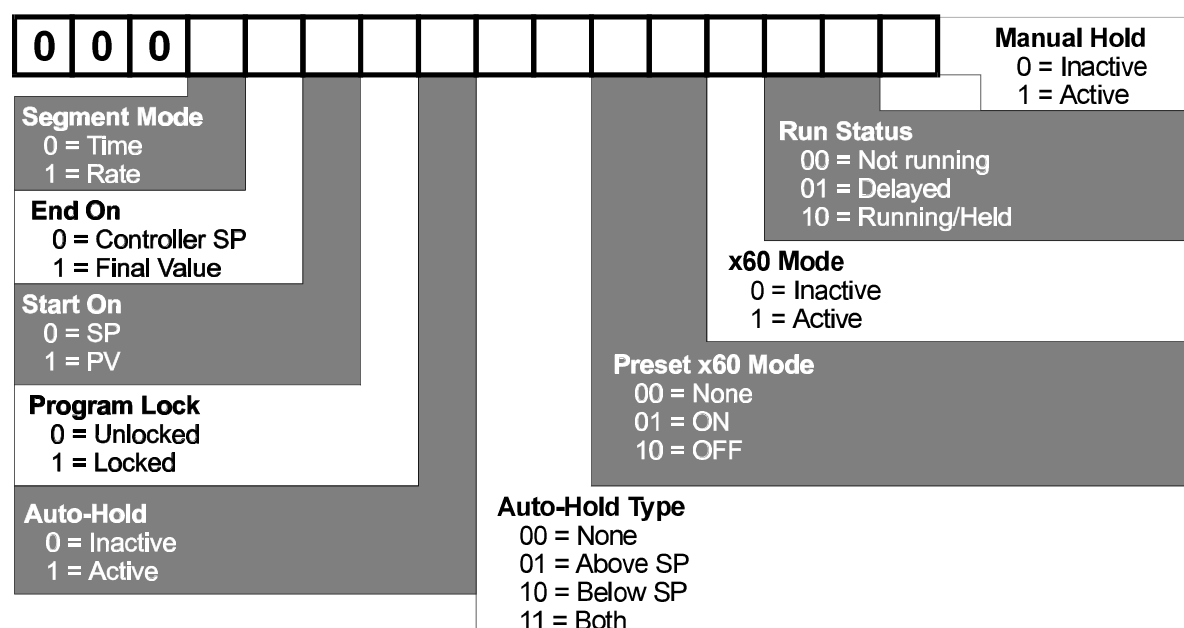 0 0 0
Manual Hold
0 = Inactive
1 = Active
Segment Mode
0 = Time
1 = Rate
Run Status
00 = Not running
01 = Delayed
10 = Running/Held
End On
0 = Controller SP
1 = Final Value
x60 Mode
0 = Inactive
1 = Active
Start On
0 = SP
1 = PV
Preset x60 Mode
00 = None
01 = ON
10 = OFF
Program Lock
0 = Unlocked
1 = Locked
Auto-Hold
0 = Inactive
1 = Active
Auto-Hold Type
00 = None
01 = Above SP
10 = Below SP
11 = Both